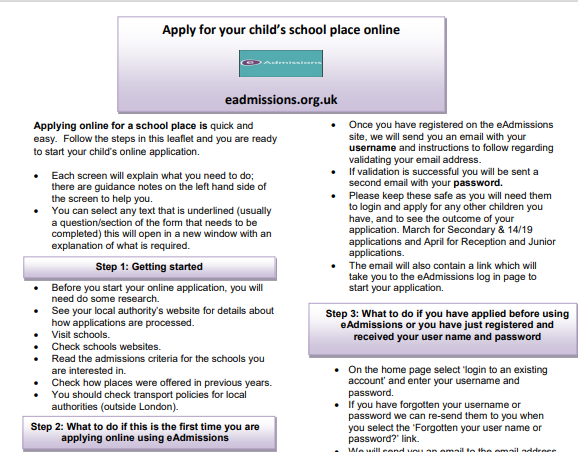 Apply for your child's school place online
eAdmissions
eadmissions.org.uk
Applying online for a school place is quick and
easy.  Follow the steps in this leaflet and you are ready
to start your child's online application.
• Each screen will explain what you need to do;
there are guidance notes on the left hand side of
the screen to help you.
• You can select any text that is underlined (usually
a question/section of the form that needs to be
completed) this will open in a new window with an
explanation of what is required.
Step 1: Getting started
• Before you start your online application, you will
need do some research.
• See your local authority's website for details about
how applications are processed.
• Visit schools.
• Check schools websites.
• Read the admissions criteria for the schools you
are interested in.
• Check how places were offered in previous years.
• You should check transport policies for local
authorities (outside London).
Step 2: What to do if this is the first time you are
applying online using eAdmissions
• Once you have registered on the eAdmissions
site, we will send you an email with your
username and instructions to follow regarding
validating your email address.
• If validation is successful you will be sent a
second email with your password.
• Please keep these safe as you will need them
to login and apply for any other children you
have, and to see the outcome of your
application. March for Secondary & 14/19
applications and April for Reception and Junior
applications.
• The email will also contain a link which will
take you to the eAdmissions log in page to
start your application.
Step 3: What to do if you have applied before using
eAdmissions or you have just registered and
received your user name and password
• On the home page select 'login to an existing
account' and enter your username and
password.
• If you have forgotten your username or
password we can re-send them to you when
you select the 'Forgotten your user name or
password?' link.
• We will send you an email to the email address